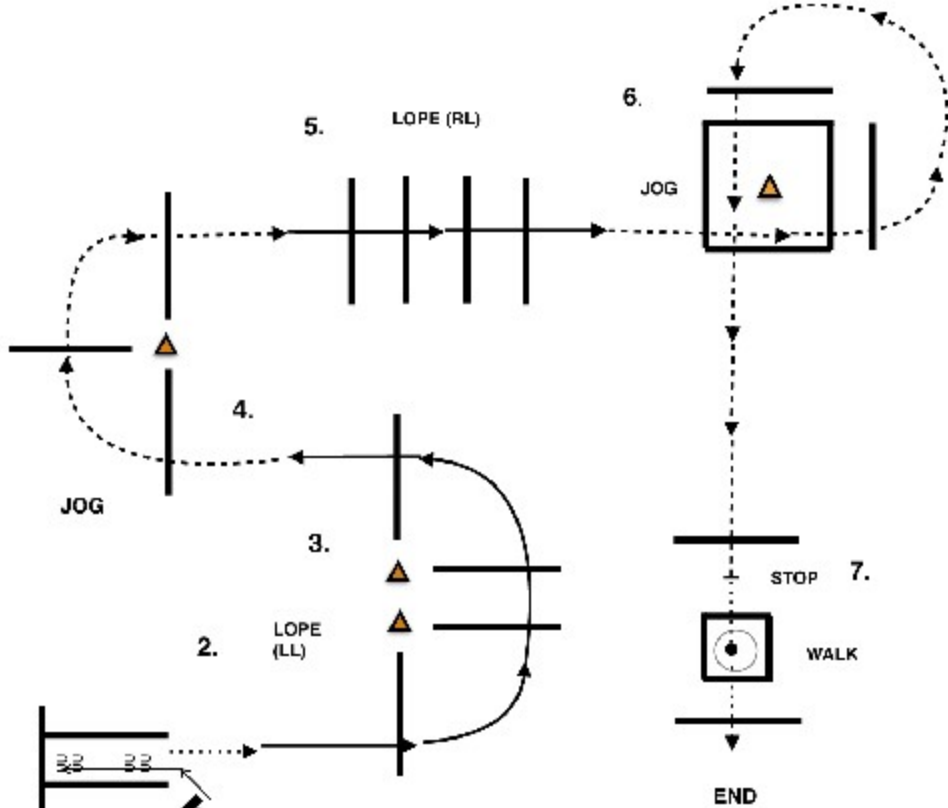 6.
5.
LOPE (RL)
JOG
4.
JOG
3.
STOP
7.
LOPE
(LL)
2.
WALK
END